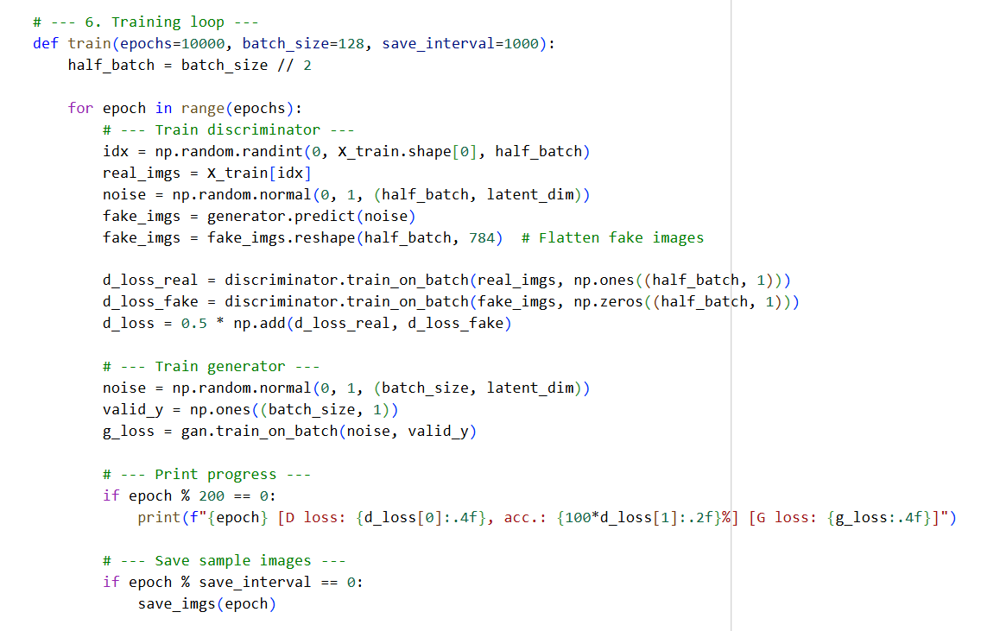 # --- 6. Training loop ---
def train(epochs=10000, batch_size=128, save_interval=1000):
    half_batch = batch_size // 2

    for epoch in range(epochs):
        # --- Train discriminator ---
        idx = np.random.randint(0, X_train.shape[0], half_batch)
        real_imgs = X_train[idx]
        noise = np.random.normal(0, 1, (half_batch, latent_dim))
        fake_imgs = generator.predict(noise)
        fake_imgs = fake_imgs.reshape(half_batch, 784)  # Flatten fake images

        d_loss_real = discriminator.train_on_batch(real_imgs, np.ones((half_batch, 1)))
        d_loss_fake = discriminator.train_on_batch(fake_imgs, np.zeros((half_batch, 1)))
        d_loss = 0.5 * np.add(d_loss_real, d_loss_fake)

        # --- Train generator ---
        noise = np.random.normal(0, 1, (batch_size, latent_dim))
        valid_y = np.ones((batch_size, 1))
        g_loss = gan.train_on_batch(noise, valid_y)

        # --- Print progress ---
        if epoch % 200 == 0:
            print(f"{epoch} [D loss: {d_loss[0]:.4f}, acc.: {100*d_loss[1]:.2f}%] [G loss: {g_loss:.4f}]")

        # --- Save sample images ---
        if epoch % save_interval == 0:
            save_imgs(epoch)